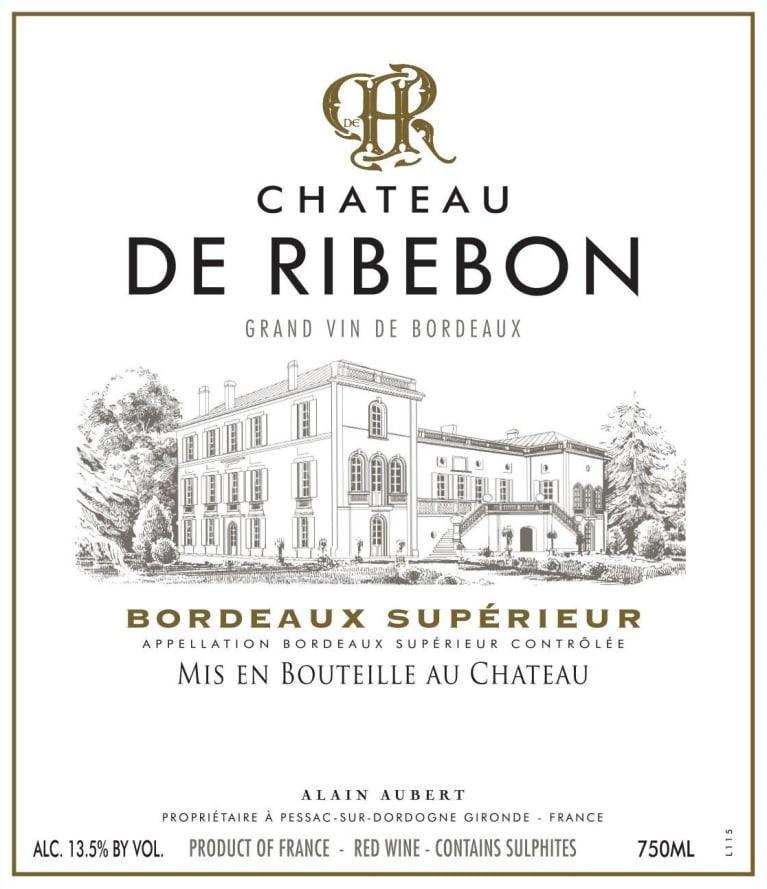 DE
CHR
CHATEAU
DE RIBEBON
GRAND VIN DE BORDEAUX
BORDEAUX SUPÉRIEUR
APPELLATION BORDEAUX SUPÉRIEUR CONTRÔLÉE
MIS EN BOUTEILLE AU CHATEAU
ALAIN AUBERT
PROPRIÉTAIRE À PESSAC-SUR-DORDOGNE GIRONDE - FRANCE
ALC. 13.5% BY VOL. PRODUCT OF FRANCE - RED WINE - CONTAINS SULPHITES 750ML
L115